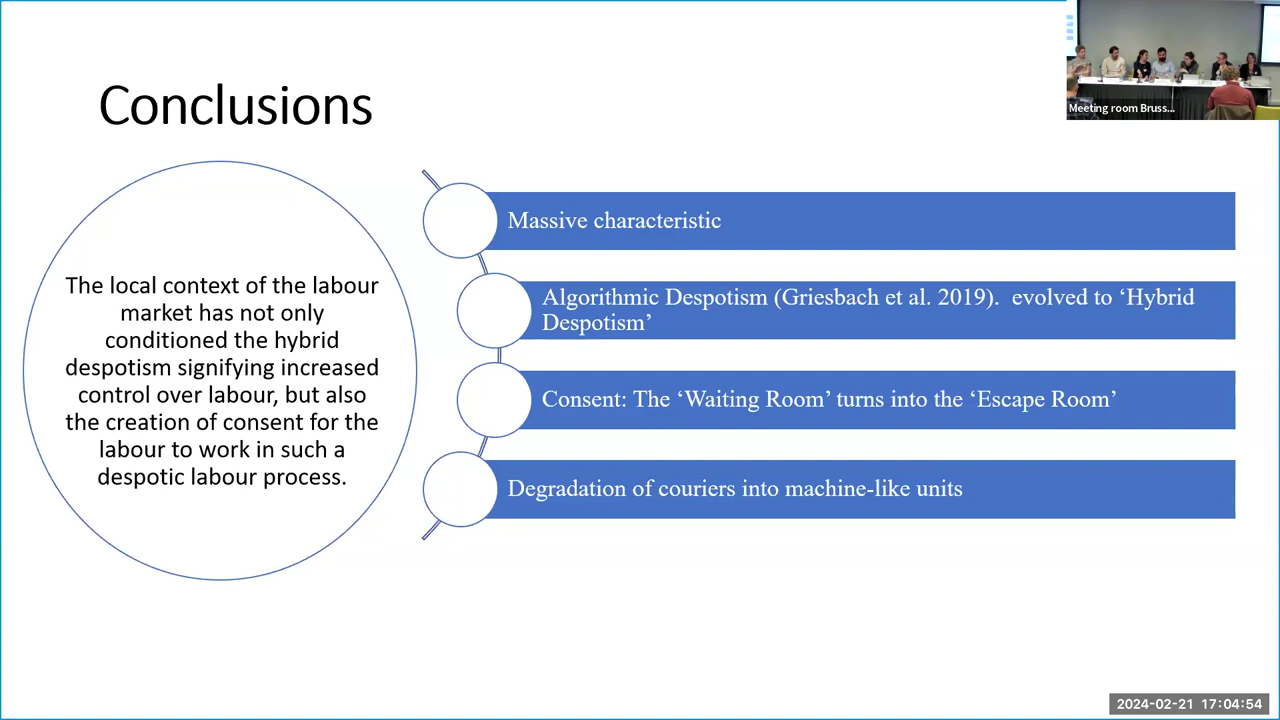 Conclusions
Meeting room Bruss...
The local context of the labour
market has not only
conditioned the hybrid
despotism signifying increased
control over labour, but also
the creation of consent for the
labour to work in such a
despotic labour process.
Massive characteristic
Algorithmic Despotism (Griesbach et al. 2019).  evolved to ‘Hybrid
Despotism’
Consent: The ‘Waiting Room’ turns into the ‘Escape Room’
Degradation of couriers into machine-like units
2024-02-21  17:04:54